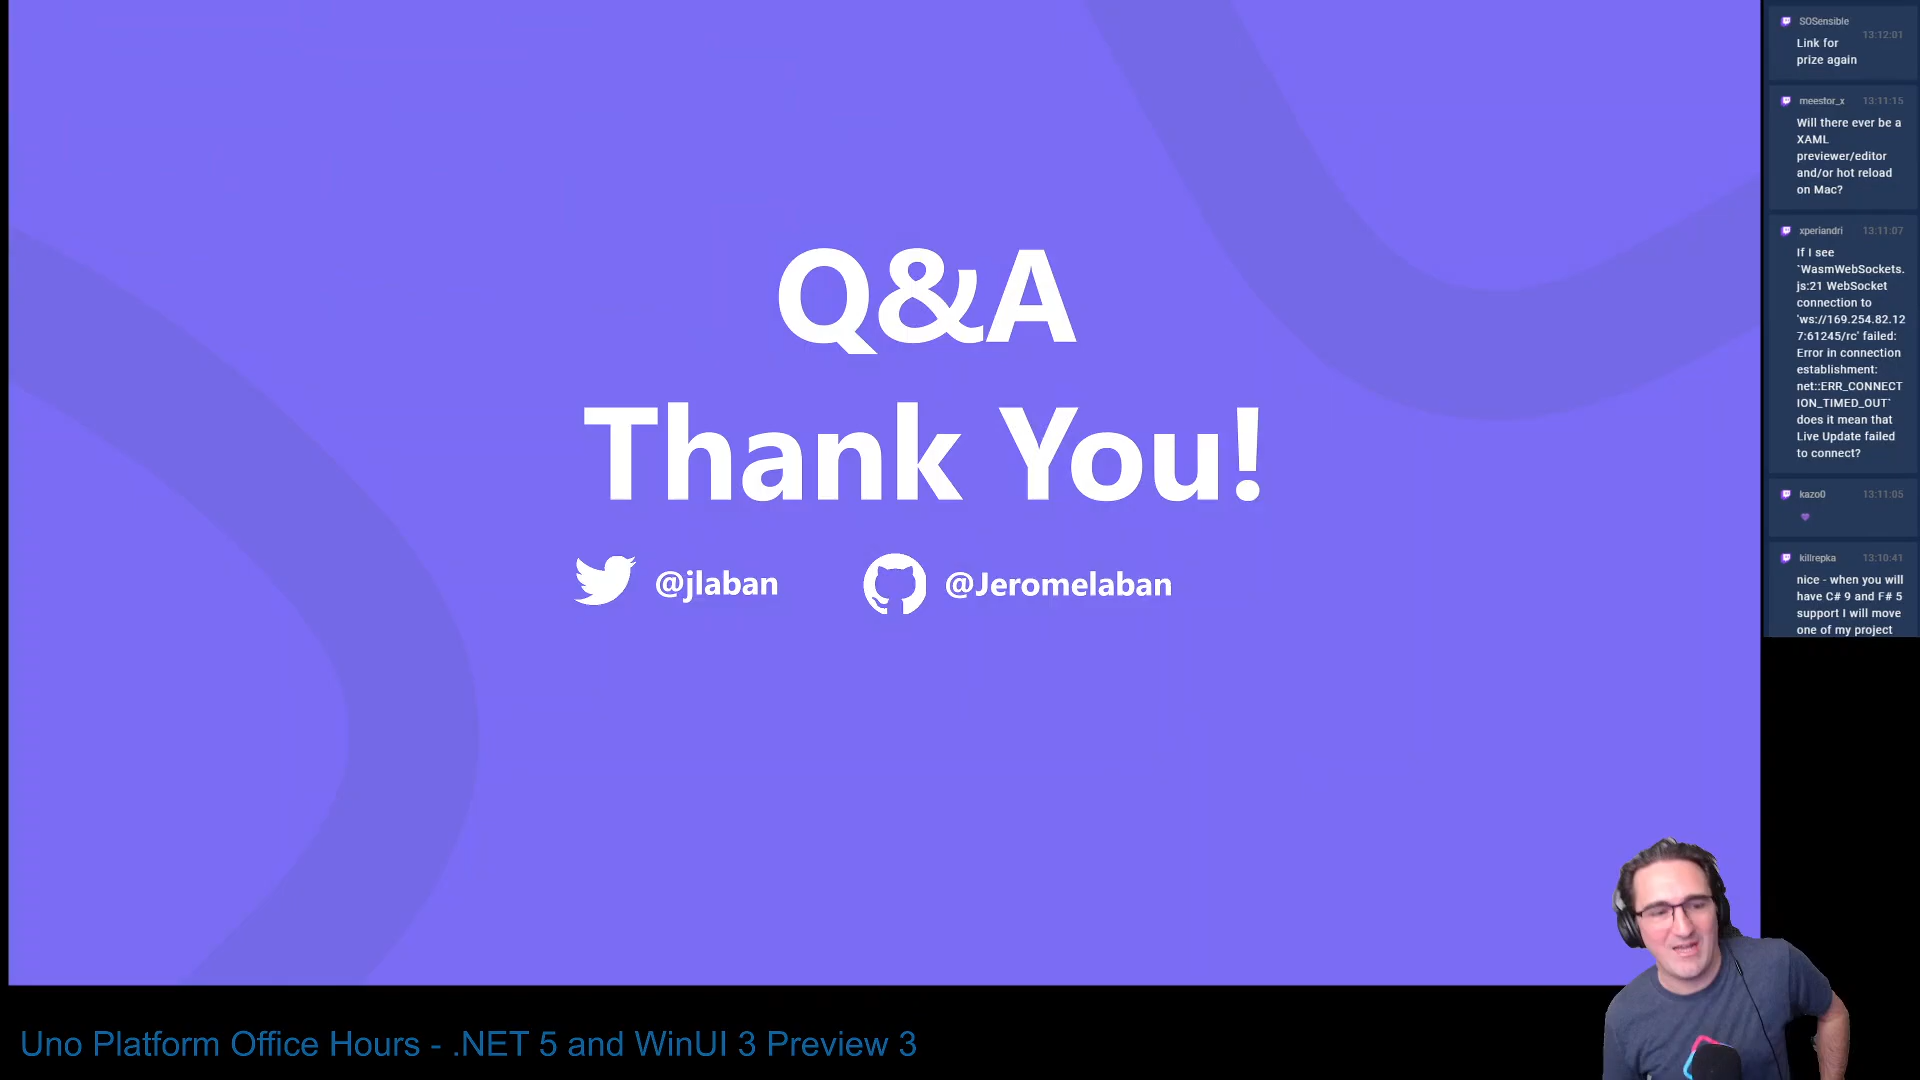 Q&A
Thank You!
@jlaban
@Jeromelaban
SOSensible
13:12:01
Link for
prize again
meestor_x 13:11:15
Will there ever be a
XAML
previewer/editor
and/or hot reload
on Mac?
xperiandri 13:11:07
If I see
`WasmWebSockets.
js:21 WebSocket
connection to
'ws://169.254.82.12
7:61245/rc' failed:
Error in connection
establishment:
net::ERR_CONNECT
ION_TIMED_OUT`
does it mean that
Live Update failed
to connect?
kazo0 13:11:05
killrepka 13:10:41
nice - when you will
have C# 9 and F# 5
support I will move
one of my project
Uno Platform Office Hours - .NET 5 and WinUI 3 Preview 3